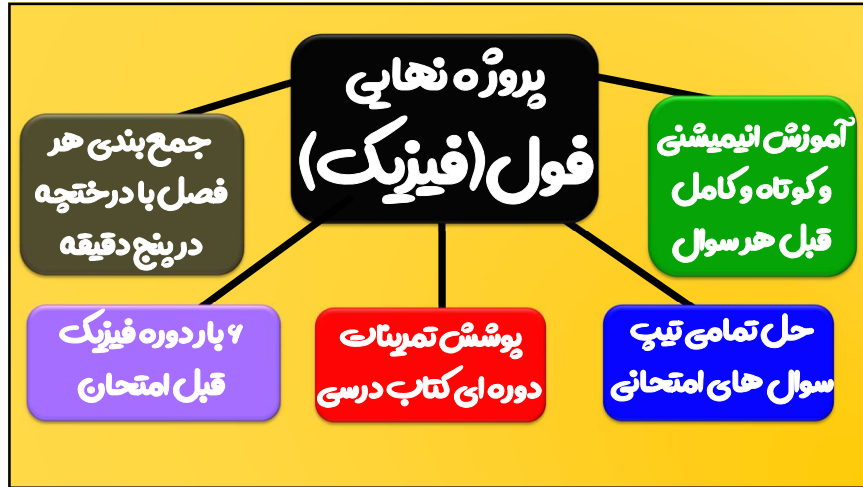 پروژه نهایی
فول(فیزیک)
آموزش انیمیشنی
و کوتاه و کامل
قبل هر سوال
جمع بندی هر
فصل با درختچه
در پنج دقیقه
حل تمامی تیپ
سوال های امتحانی
پوشش تمرینات
دوره ای کتاب درسی
۶ بار دوره فیزیک
قبل امتحان